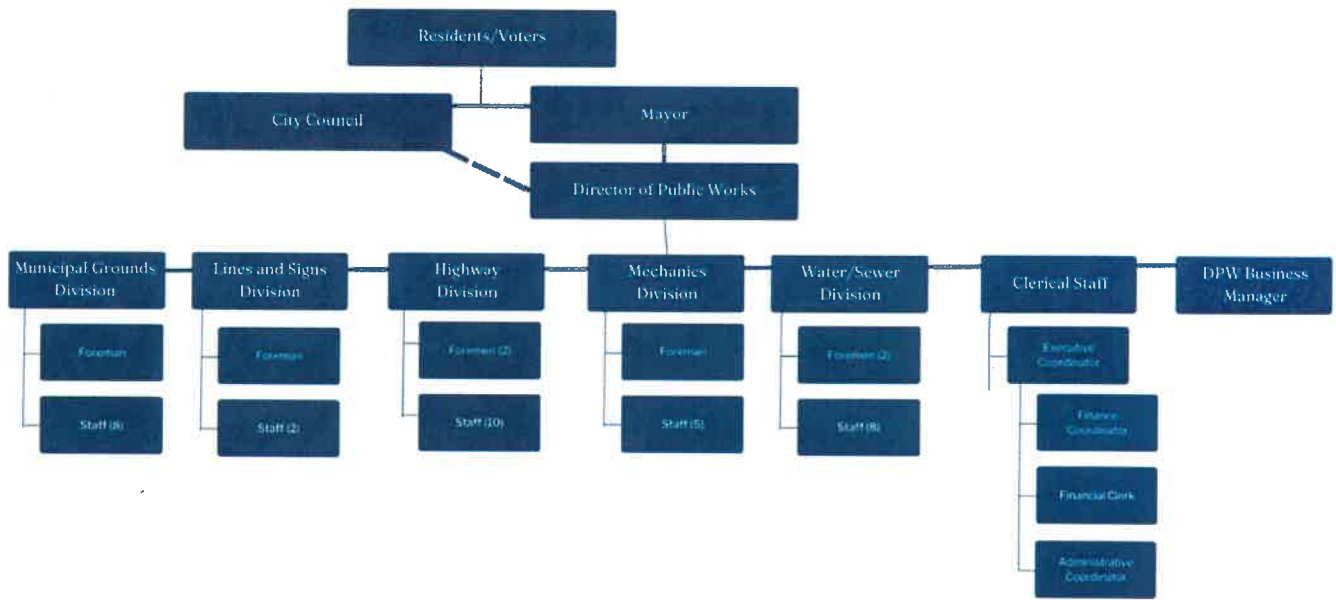 Residents/Voters
City Council
Mayor
Director of Public Works
Municipal Grounds
Division
Lines and Signs
Division
Highway
Division
Mechanics
Division
Water/Sewer
Division
Clerical Staff
DPW Business
Manager
Foreman
Staff (8)
Foreman
Staff (2)
Foremen (2)
Staff (10)
Foreman
Staff (5)
Foremen (2)
Staff (8)
Executive
Coordinator
Finance
Coordinator
Financial Clerk
Administrative
Coordinator